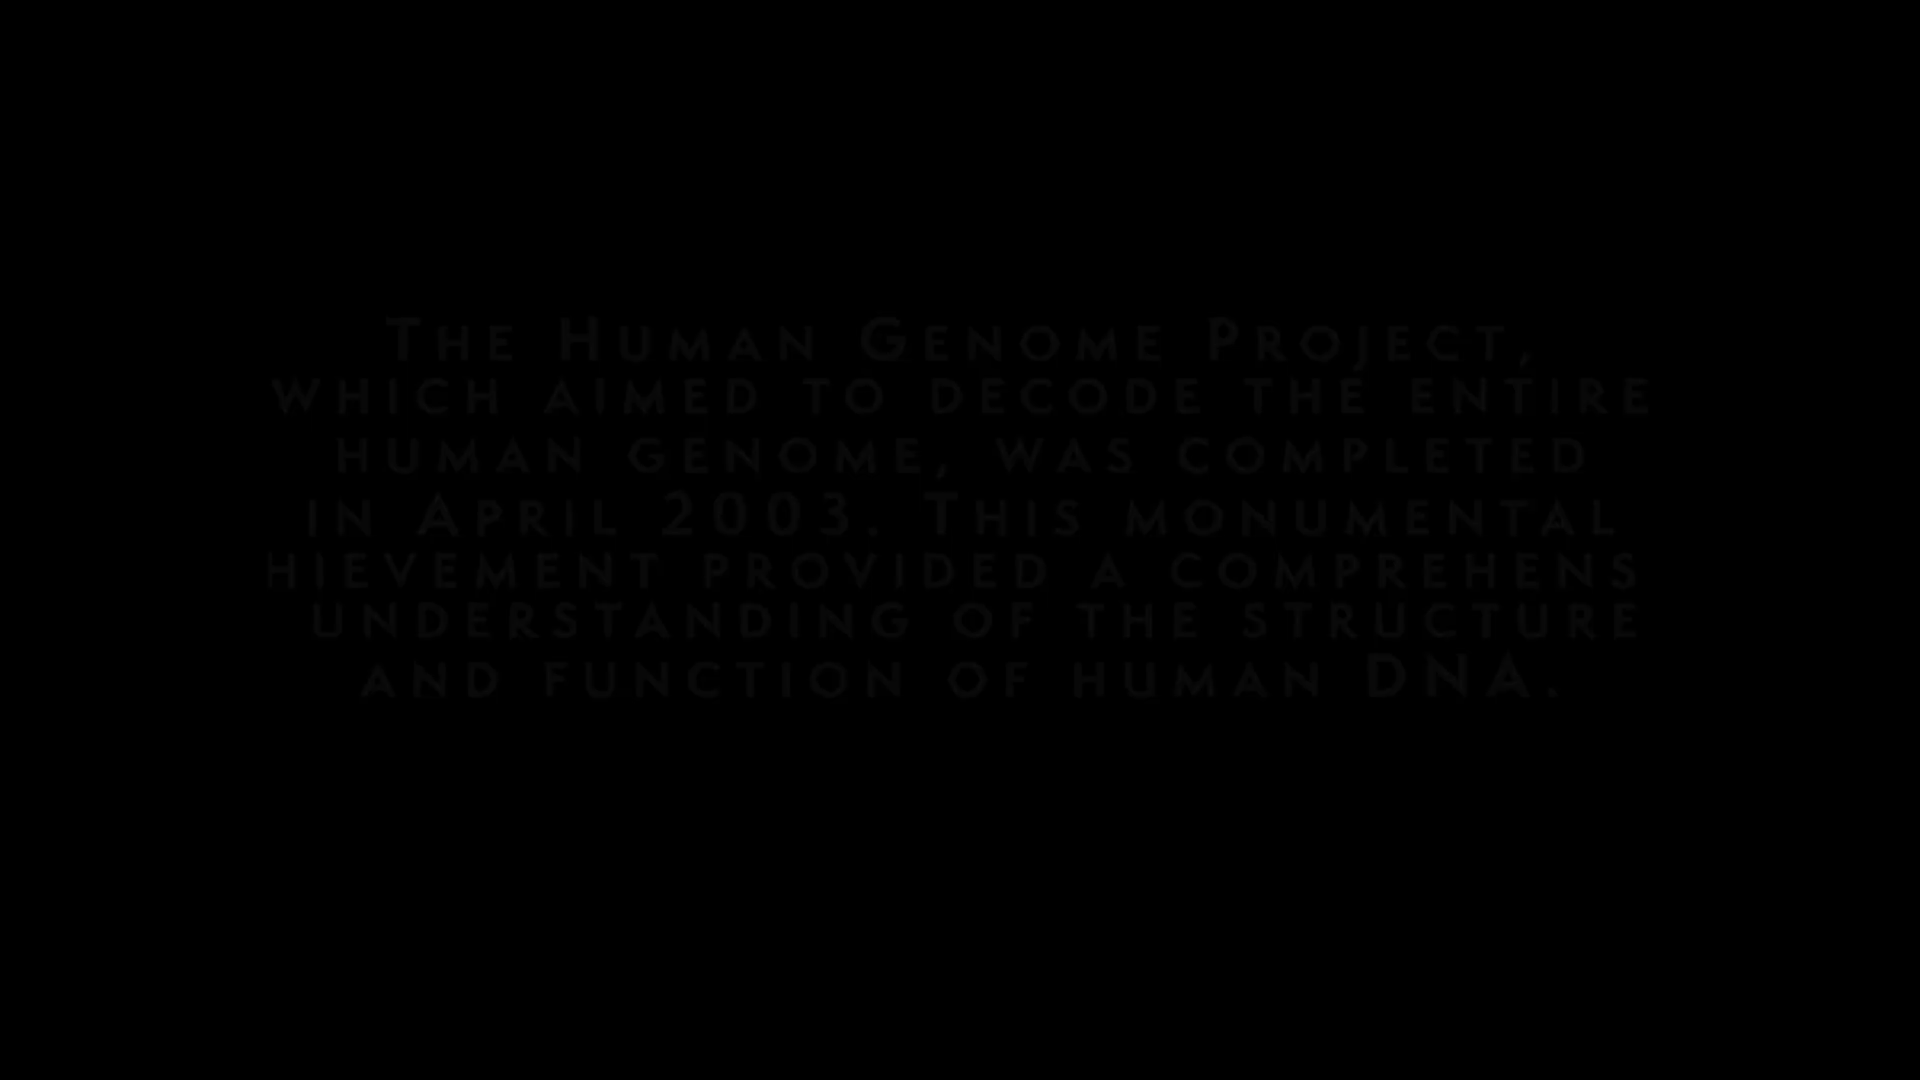 The Human Genome Project,
which aimed to decode the entire
human genome, was completed
in April 2003. This monumental
hievement provided a comprehens
understanding of the structure
and function of human DNA.